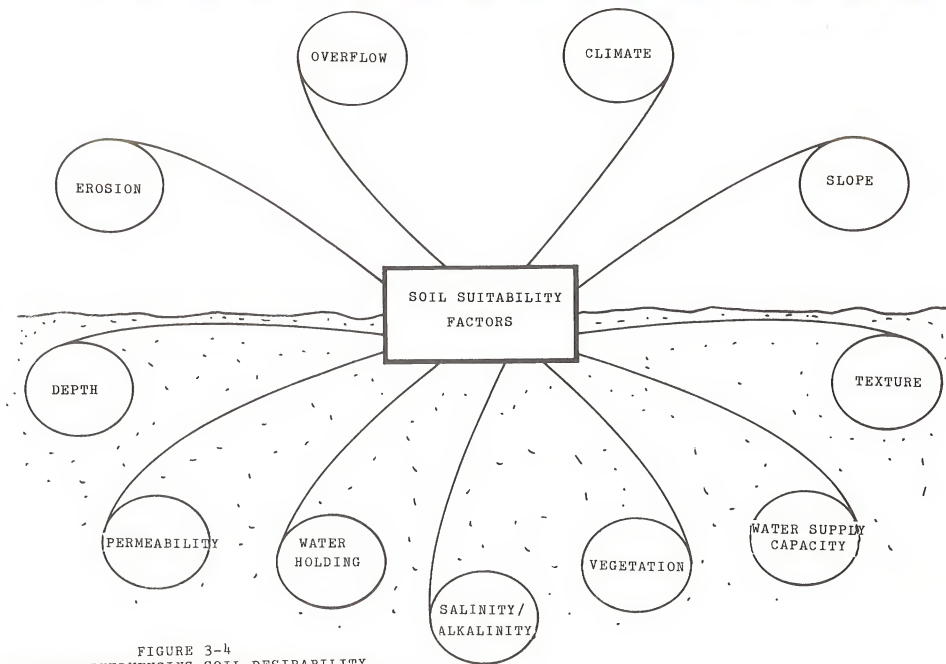 OVERFLOW
CLIMATE
EROSION
SLOPE
SOIL SUITABILITY
FACTORS
DEPTH
TEXTURE
PERMEABILITY
WATER
HOLDING
SALINITY/
ALKALINITY
VEGETATION
WATER SUPPLY
CAPACITY
FIGURE 3-4
SOIL DESIRABILITY